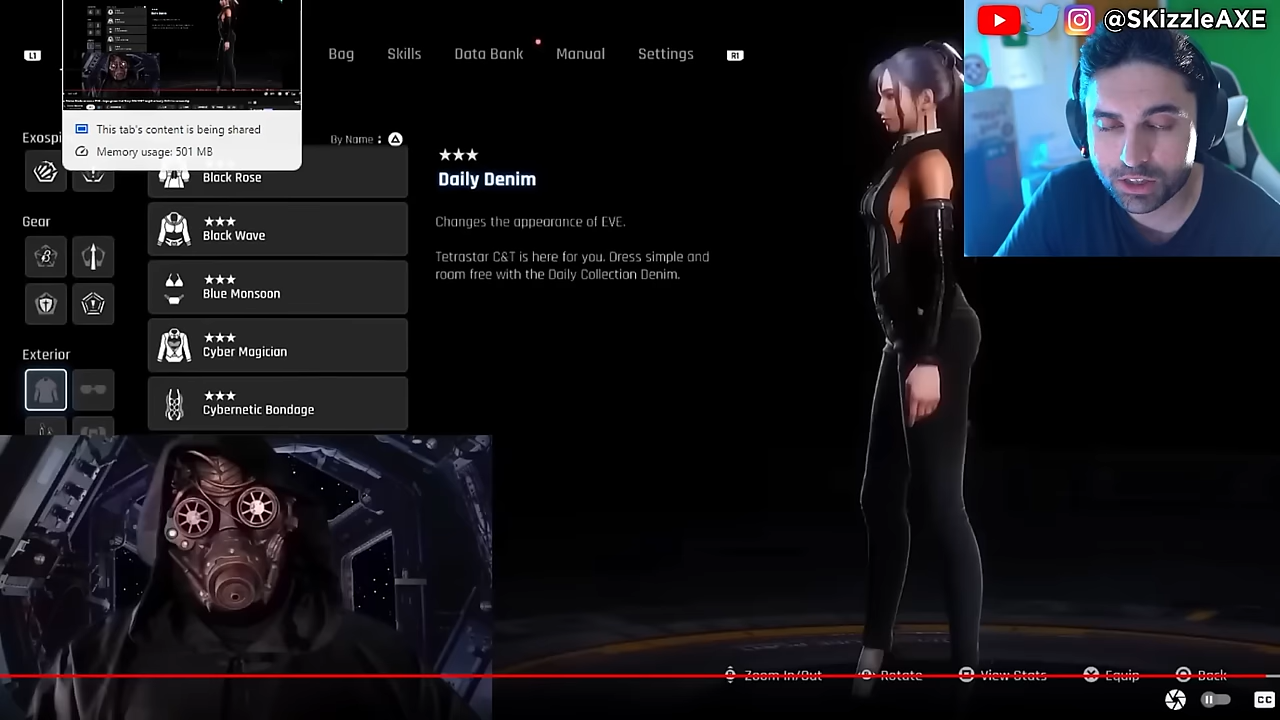 @SKizzleAXE
L1
Bag
Skills
Data Bank
Manual
Settings
R1
This tab's content is being shared
Memory usage: 501 MB
Exospi
By Name :
Black Rose
Gear
Black Wave
Blue Monsoon
Exterior
Cyber Magician
Cybernetic Bondage
Daily Denim
Changes the appearance of EVE.
Tetrastar C&T is here for you. Dress simple and
roam free with the Daily Collection Denim.
Zoom In/Out
Rotate
View Stats
Equip
Back
CC